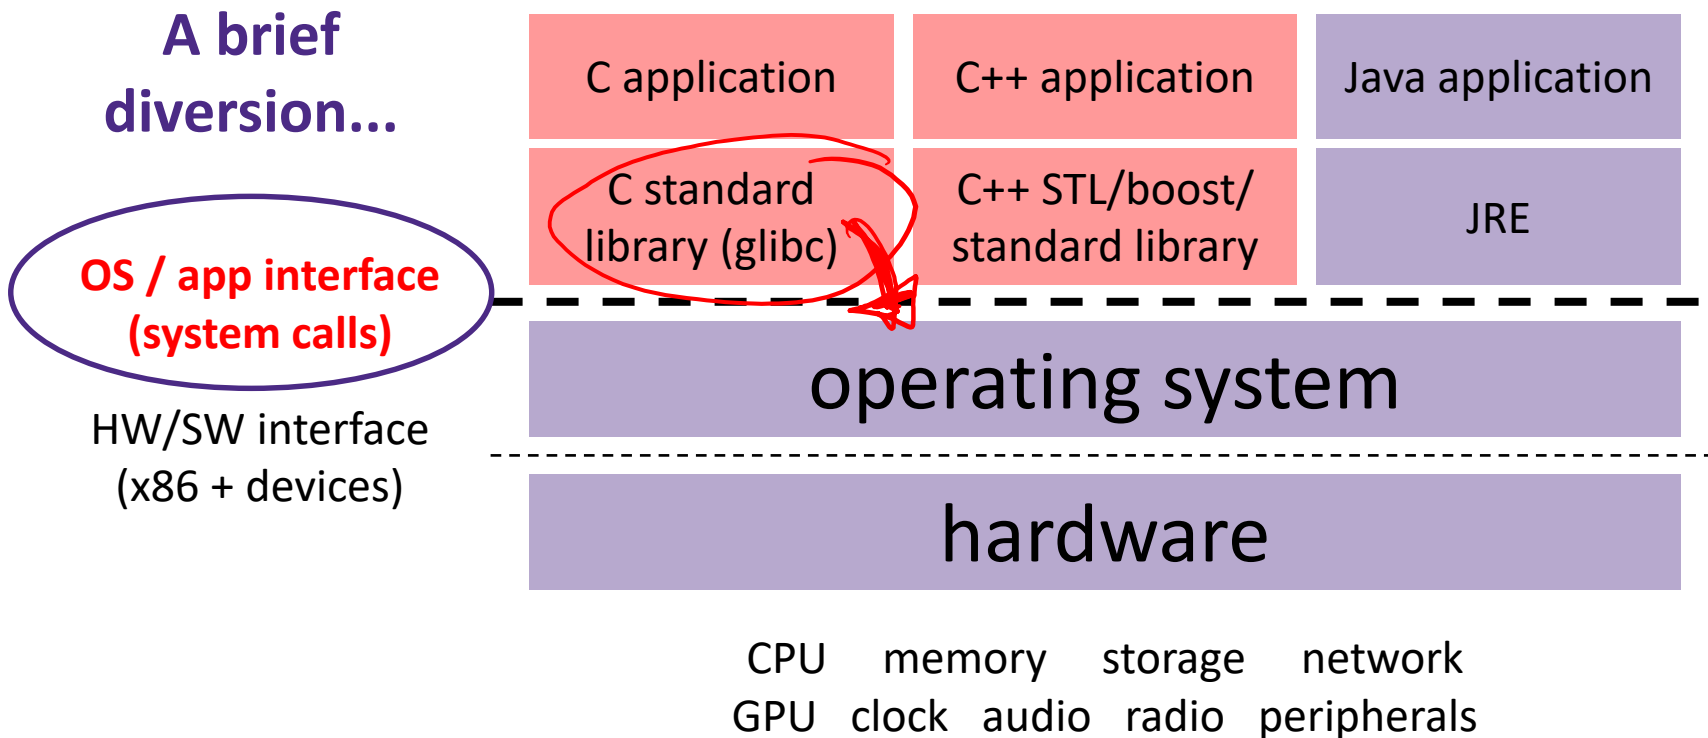 A brief
diversion...
C application
C++ application
Java application
C standard
library (glibc)
C++ STL/boost/
standard library
JRE
OS / app interface
(system calls)
operating system
HW/SW interface
(x86 + devices)
hardware
CPU memory storage network
GPU clock audio radio peripherals